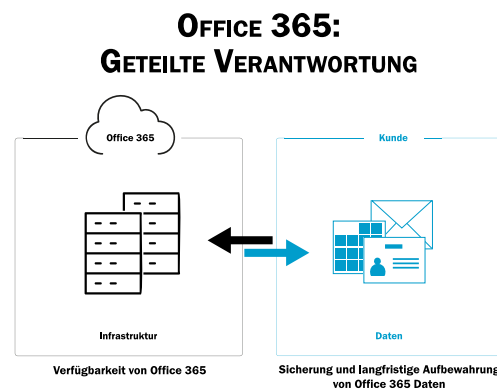 Office 365:
Geteilte Verantwortung
Office 365
Kunde
Infrastruktur
Daten
Verfügbarkeit von Office 365
Sicherung und langfristige Aufbewahrung
von Office 365 Daten